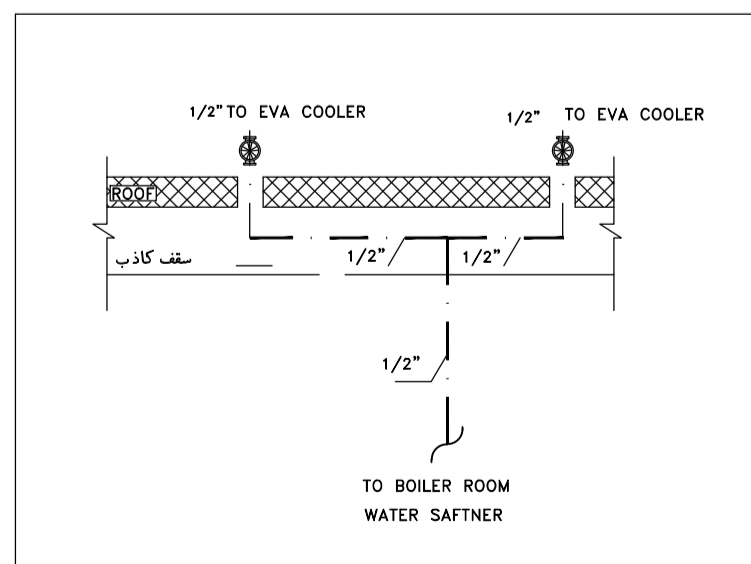 1/2" TO EVA COOLER
1/2" TO EVA COOLER
ROOF
سقف کاذب
1/2"
1/2"
1/2"
TO BOILER ROOM
WATER SAFTNER